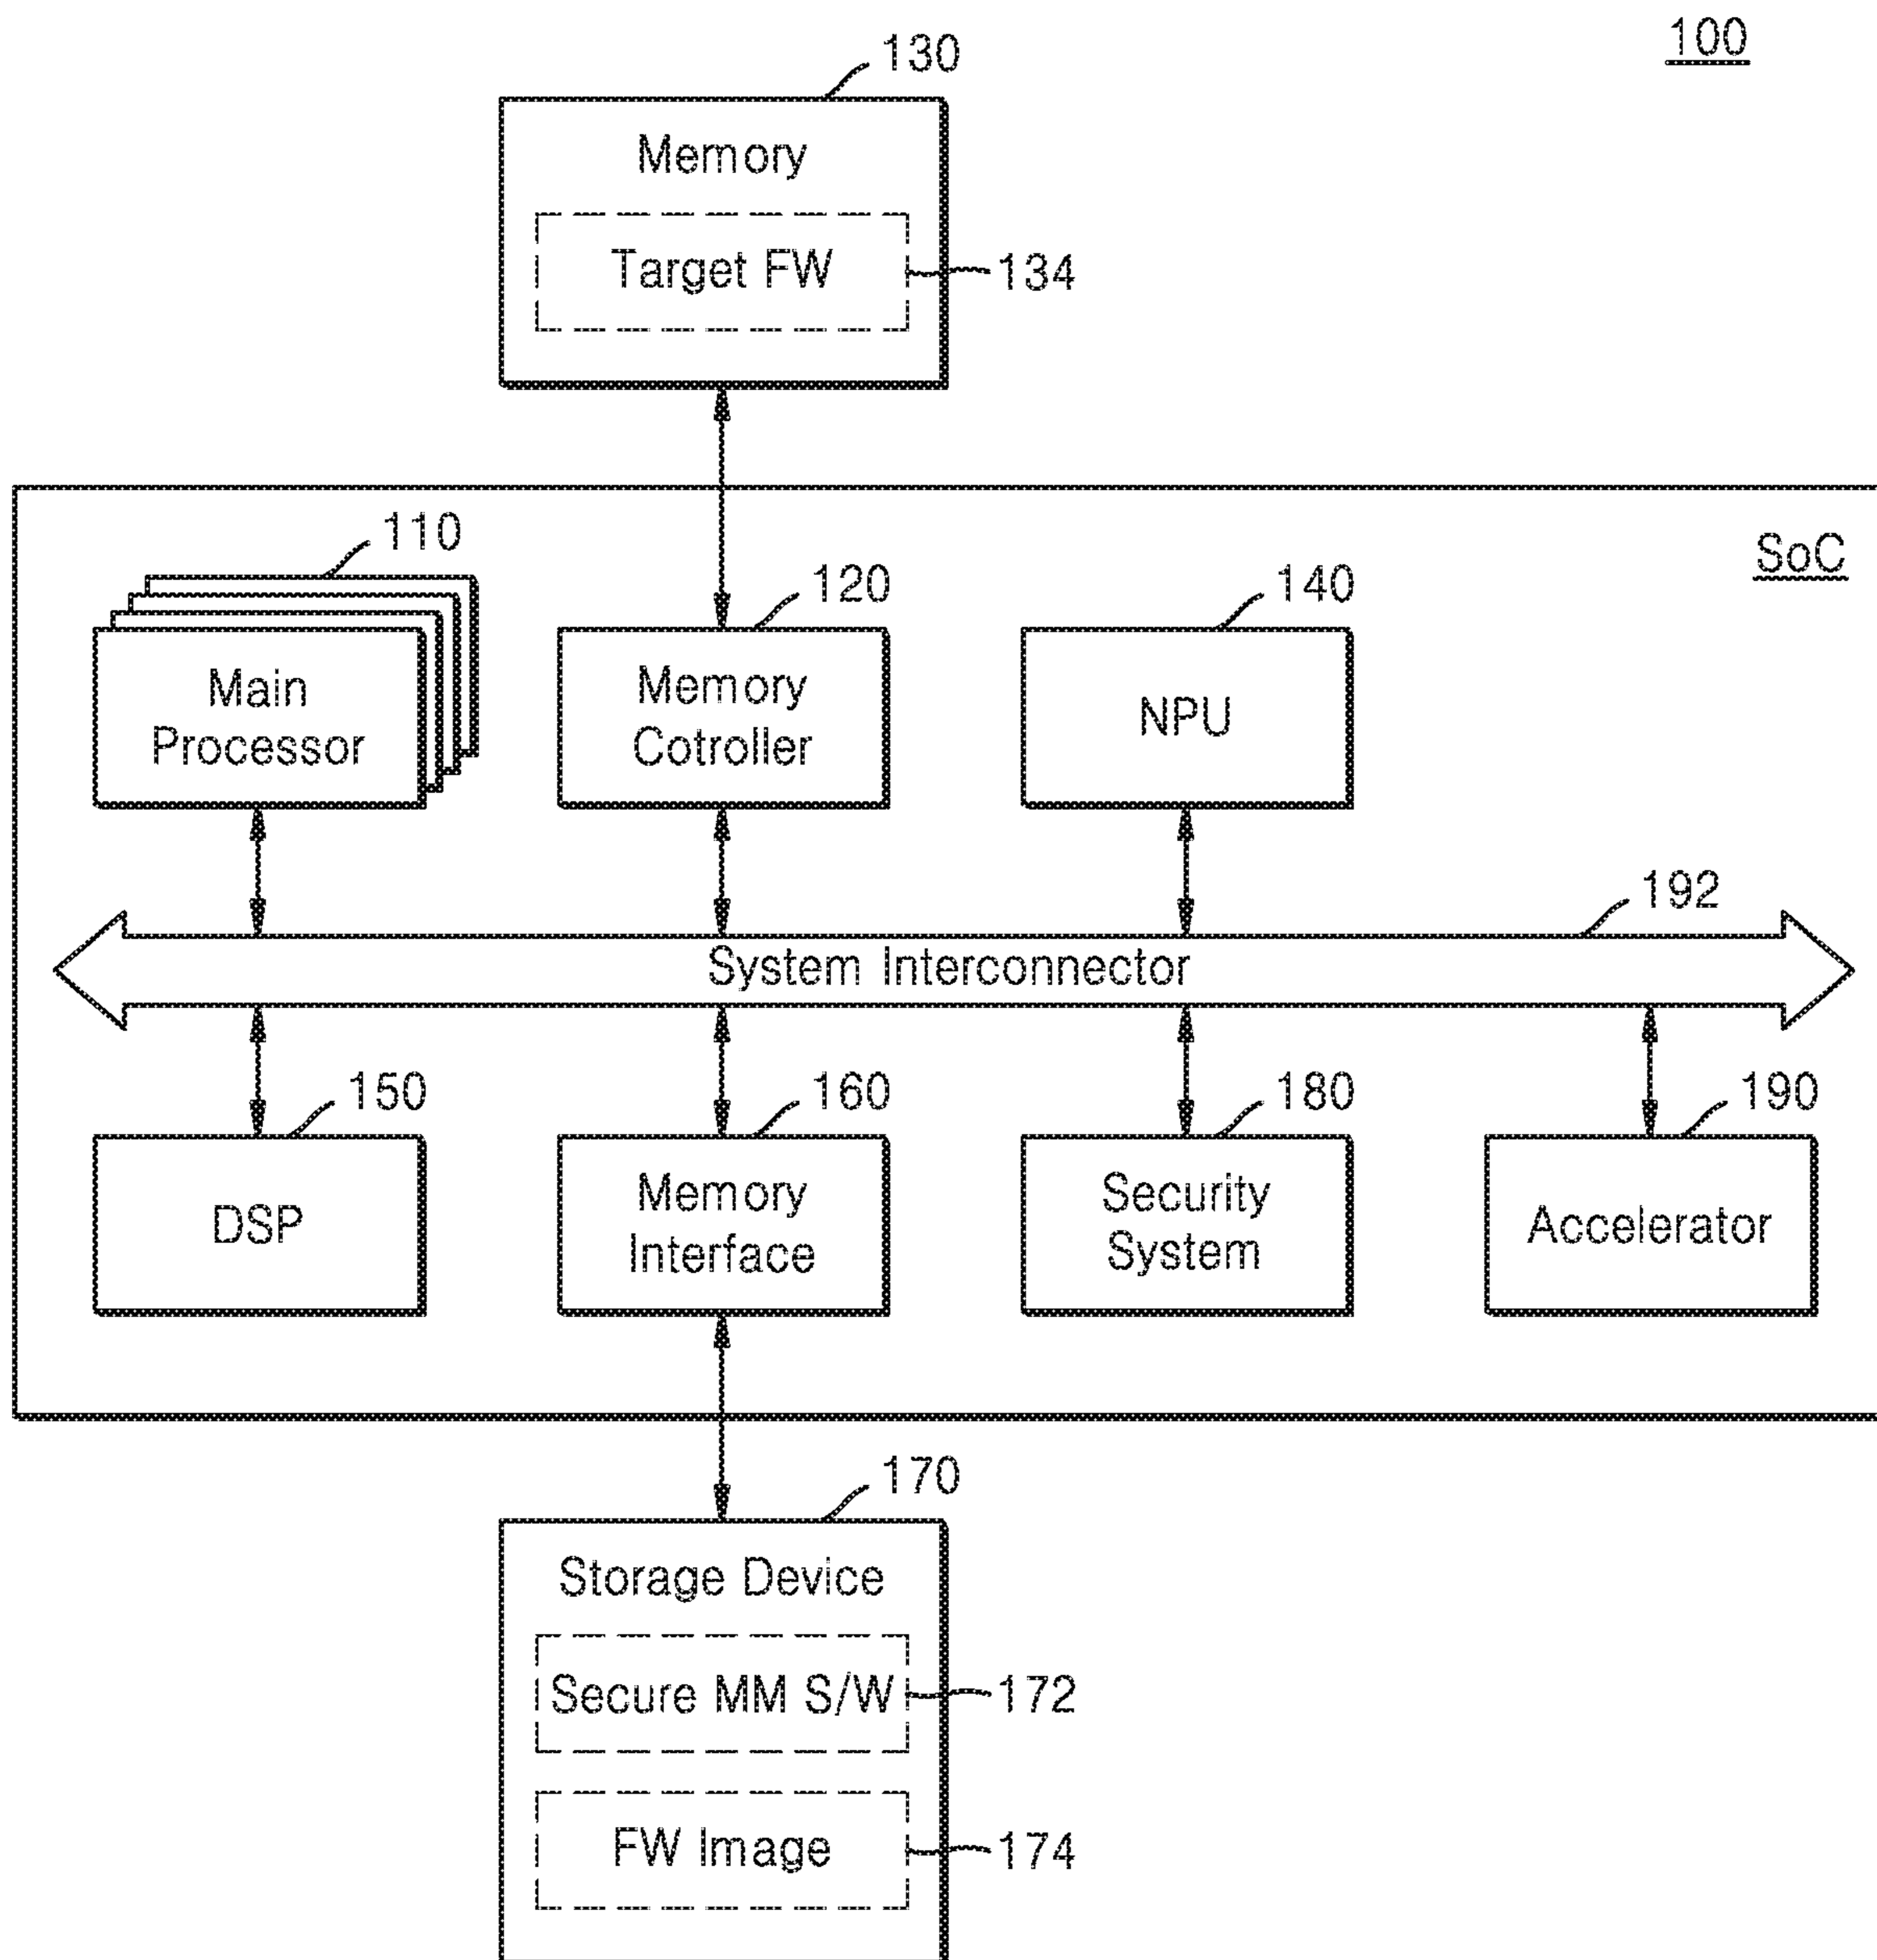 100
130
Memory
Target FW
134
SoC
110
120
140
Main
Processor
Memory
Cotroller
NPU
192
System Interconnector
150
160
180
190
DSP
Memory
Interface
Security
System
Accelerator
170
Storage Device
Secure MM S/W
172
FW Image
174